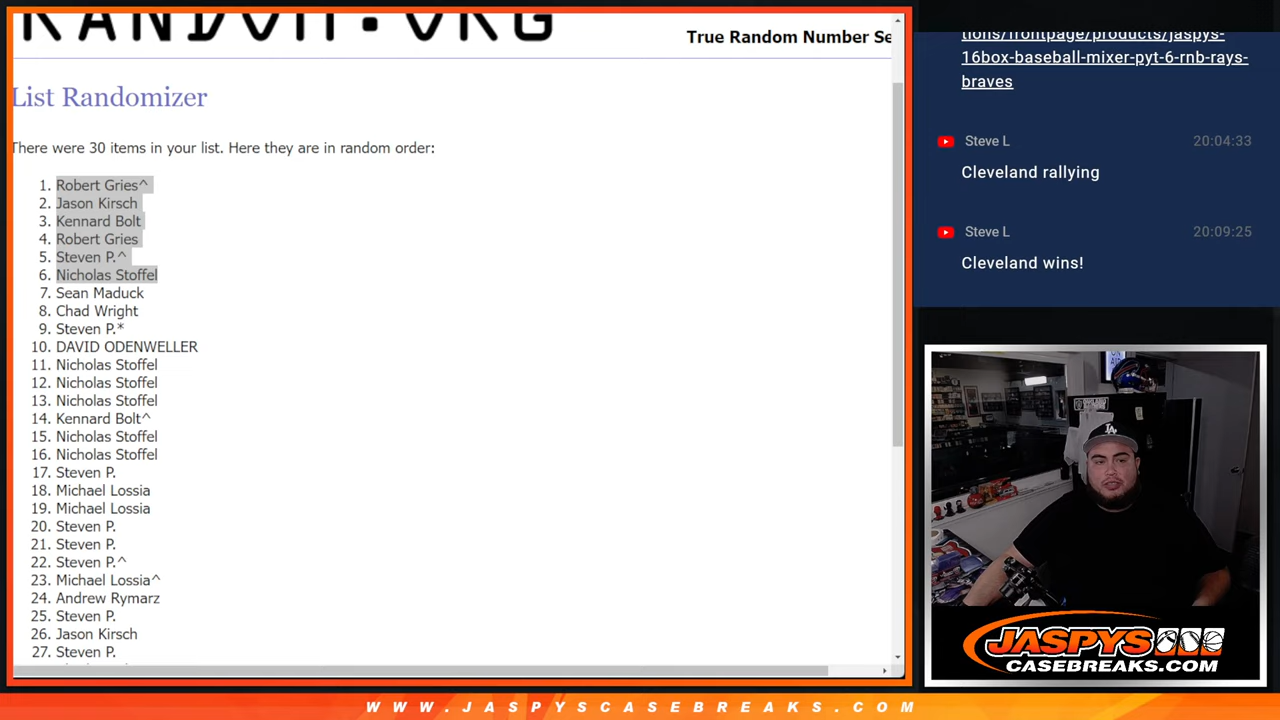 RANDOM.ORG
True Random Number Se
List Randomizer
There were 30 items in your list. Here they are in random order:
1. Robert Gries^
2. Jason Kirsch
3. Kennard Bolt
4. Robert Gries
5. Steven P.^
6. Nicholas Stoffel
7. Sean Maduck
8. Chad Wright
9. Steven P.*
10. DAVID ODENWELLER
11. Nicholas Stoffel
12. Nicholas Stoffel
13. Nicholas Stoffel
14. Kennard Bolt^
15. Nicholas Stoffel
16. Nicholas Stoffel
17. Steven P.
18. Michael Lossia
19. Michael Lossia
20. Steven P.
21. Steven P.
22. Steven P.^
23. Michael Lossia^
24. Andrew Rymarz
25. Steven P.
26. Jason Kirsch
27. Steven P.
tions/frontpage/products/jaspys-
16box-baseball-mixer-pyt-6-rnb-rays-
braves
Steve L 20:04:33
Cleveland rallying
Steve L 20:09:25
Cleveland wins!
LA
JASPYS
CASEBREAKS.COM
WWW.JASPYSCASEBREAKS.COM